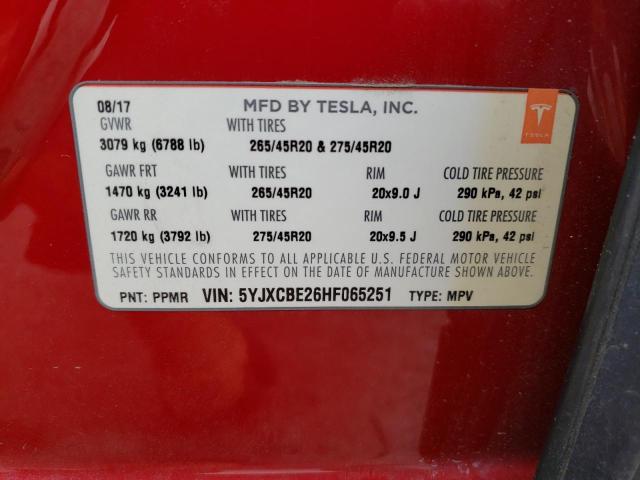 08/17 MFD BY TESLA, INC.
GVWR WITH TIRES
3079 kg (6788 lb) 265/45R20 & 275/45R20
GAWR FRT WITH TIRES RIM COLD TIRE PRESSURE
1470 kg (3241 lb) 265/45R20 20x9.0 J 290 kPa, 42 psi
GAWR RR WITH TIRES RIM COLD TIRE PRESSURE
1720 kg (3792 lb) 275/45R20 20x9.5 J 290 kPa, 42 psi
THIS VEHICLE CONFORMS TO ALL APPLICABLE U.S. FEDERAL MOTOR VEHICLE
SAFETY STANDARDS IN EFFECT ON THE DATE OF MANUFACTURE SHOWN ABOVE.
PNT: PPMR VIN: 5YJXCBE26HF065251 TYPE: MPV
TESLA